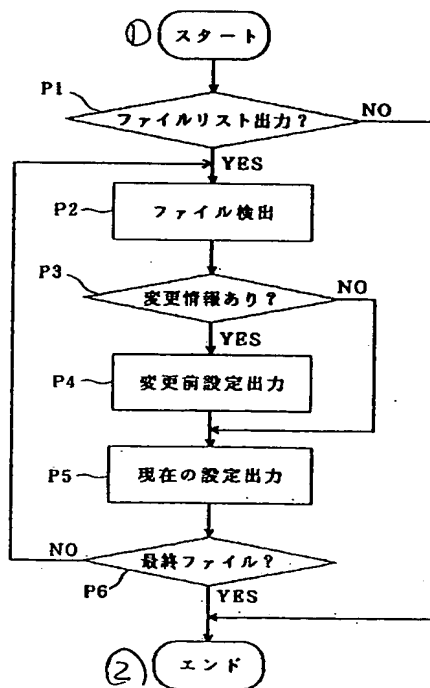 ① スタート
P1
ファイルリスト出力?
NO
YES
P2
ファイル検出
P3
変更情報あり?
NO
YES
P4
変更前設定出力
P5
現在の設定出力
NO
最終ファイル?
P6
YES
② エンド